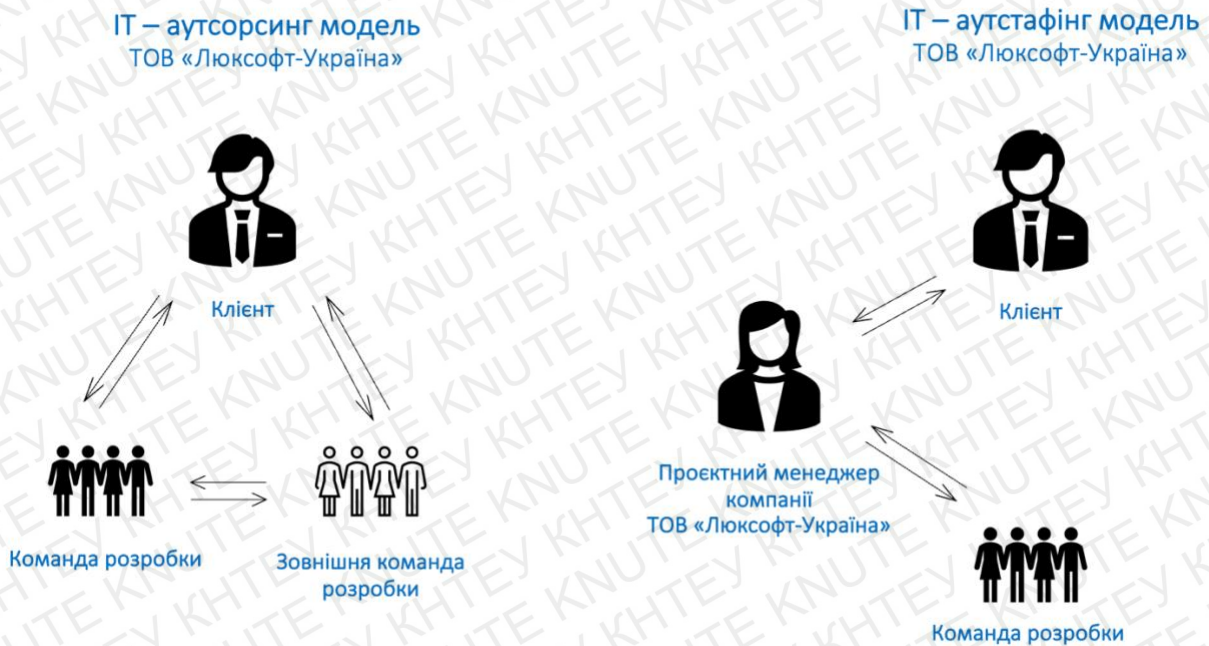 ІТ – аутсорсинг модель
ТОВ «Люксофт-Україна»
Клієнт
Команда розробки
Зовнішня команда
розробки
ІТ – аутстафінг модель
ТОВ «Люксофт-Україна»
Клієнт
Проєктний менеджер
компанії
ТОВ «Люксофт-Україна»
Команда розробки